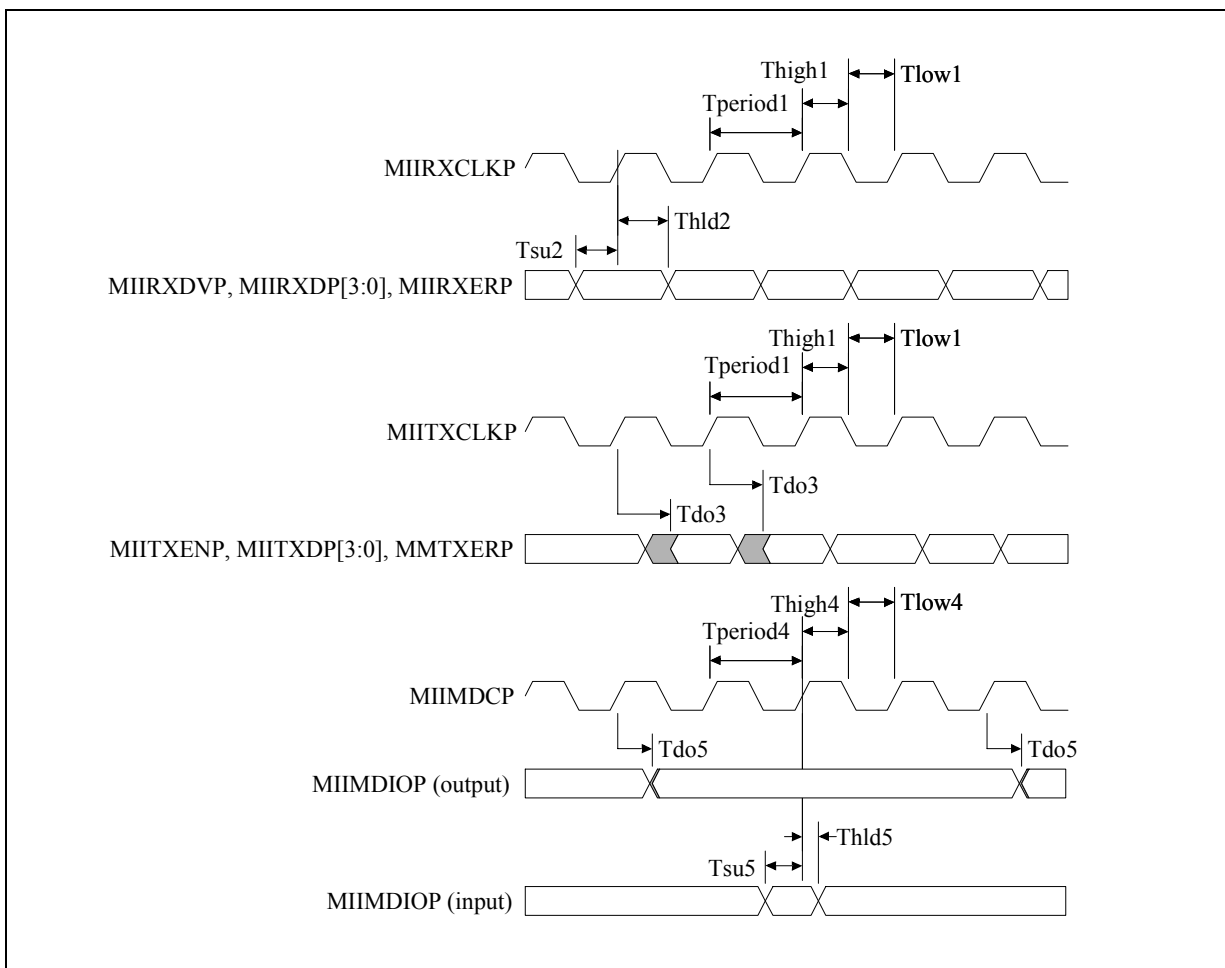 Thigh1 Tlow1
Tperiod1
MIIRXCLKP
Thld2
Tsu2
MIIRXDVP, MIIRXDP[3:0], MIIRXERP
Thigh1 Tlow1
Tperiod1
MIITXCLKP
Tdo3
Tdo3
MIITXENP, MIITXDP[3:0], MMTXERP
Thigh4 Tlow4
Tperiod4
MIIMDCP
Tdo5 Tdo5
MIIMDIOP (output)
Thld5
Tsu5
MIIMDIOP (input)